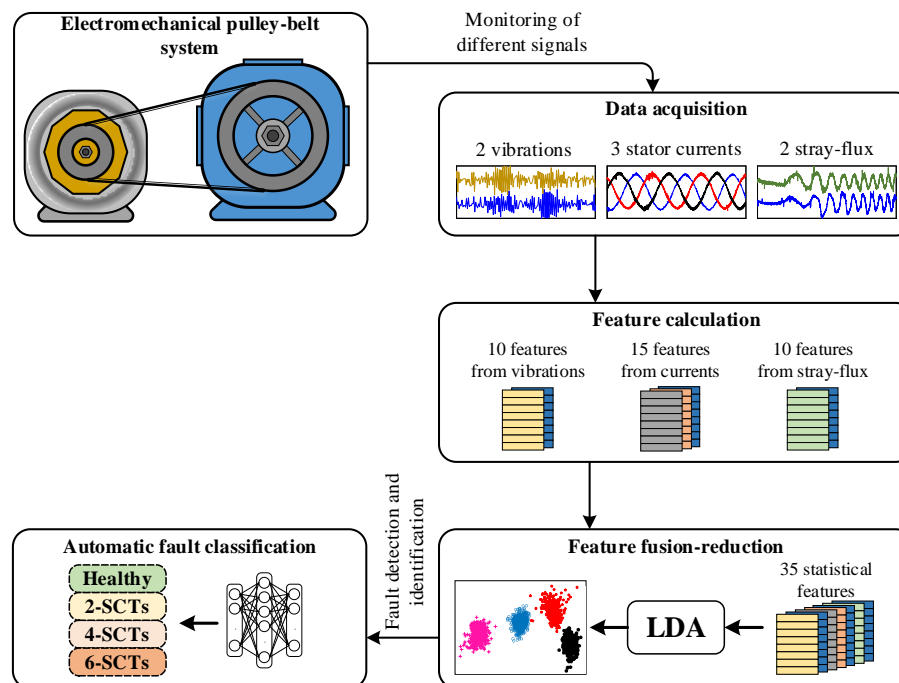 Electromechanical pulley-belt
system
Monitoring of
different signals
Data acquisition
2 vibrations
3 stator currents
2 stray-flux
Feature calculation
10 features
from vibrations
15 features
from currents
10 features
from stray-flux
Feature fusion-reduction
35 statistical
features
LDA
Fault detection and
identification
Automatic fault classification
Healthy
2-SCTs
4-SCTs
6-SCTs